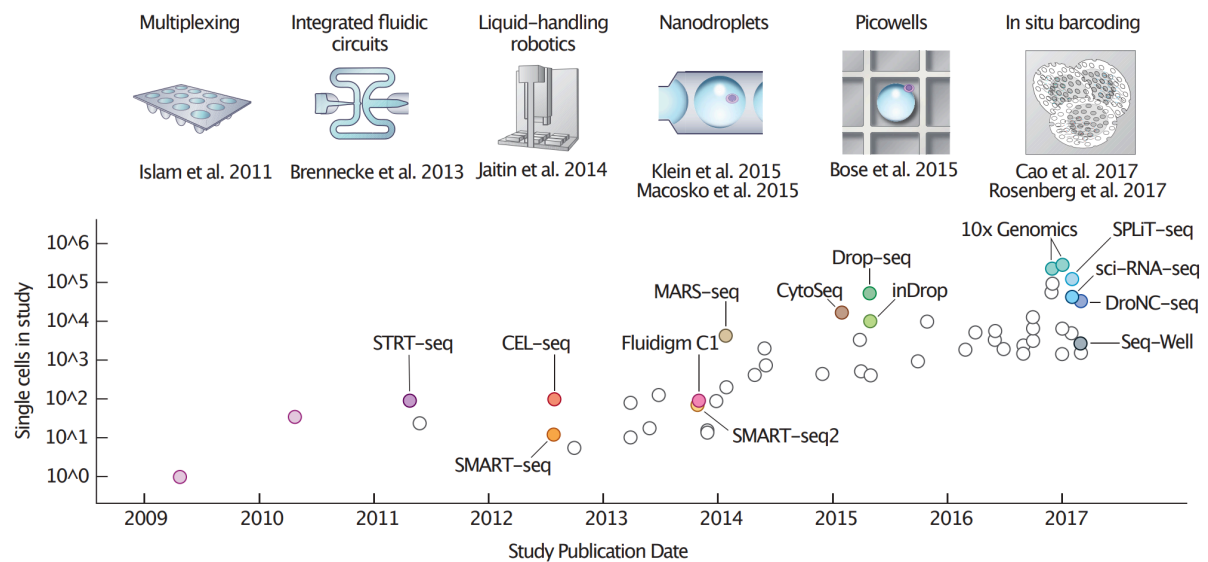 Multiplexing
Integrated fluidic
circuits
Liquid–handling
robotics
Nanodroplets
Picowells
In situ barcoding
Islam et al. 2011
Brennecke et al. 2013
Jaitin et al. 2014
Klein et al. 2015
Macosko et al. 2015
Bose et al. 2015
Cao et al. 2017
Rosenberg et al. 2017
Single cells in study
10^6
10^5
10^4
10^3
10^2
10^1
10^0
10x Genomics
SPLiT–seq
Drop–seq
sci–RNA–seq
MARS–seq
CytoSeq
inDrop
DroNC–seq
STRT–seq
CEL–seq
Fluidigm C1
Seq–Well
SMART–seq2
SMART–seq
2009
2010
2011
2012
2013
2014
2015
2016
2017
Study Publication Date